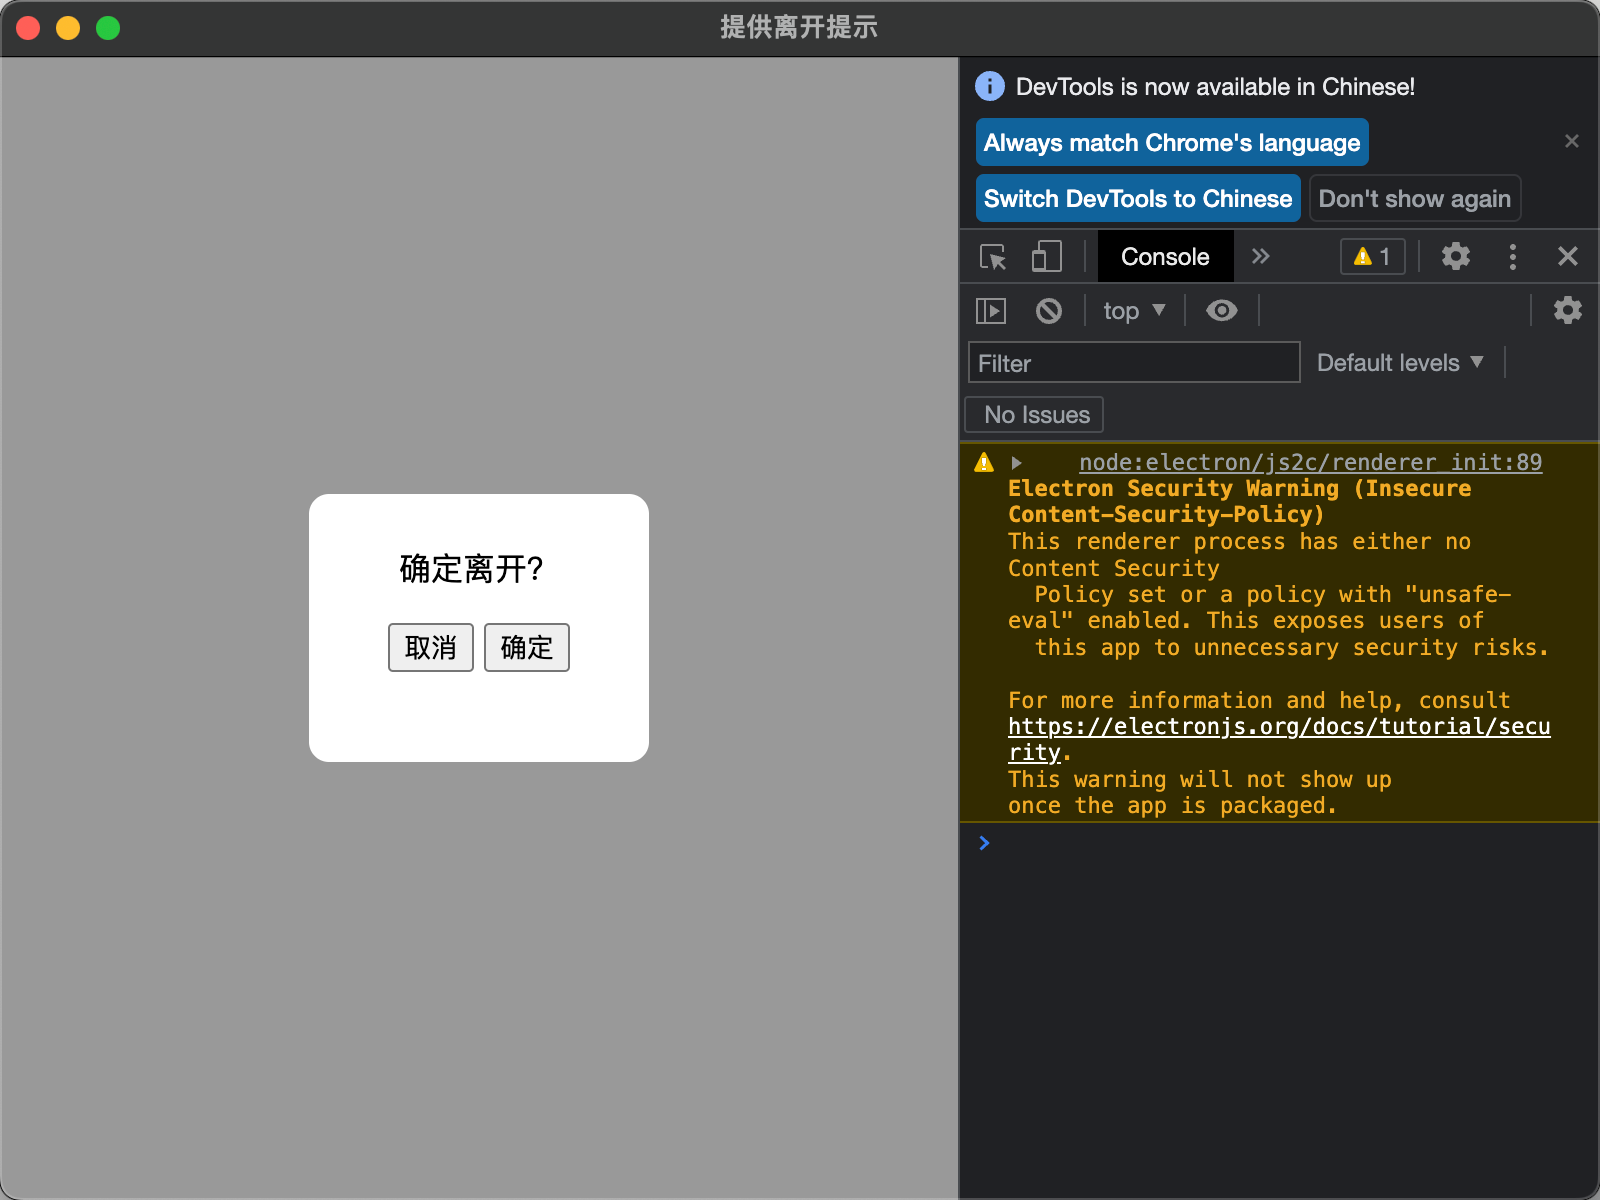 提供离开提示
确定离开?
取消 确定
DevTools is now available in Chinese!
Always match Chrome's language
Switch DevTools to Chinese Don't show again
Console 1
top
Filter Default levels
No Issues
node:electron/js2c/renderer_init:89
Electron Security Warning (Insecure
Content-Security-Policy)
This renderer process has either no
Content Security
Policy set or a policy with "unsafe-
eval" enabled. This exposes users of
this app to unnecessary security risks.
For more information and help, consult
https://electronjs.org/docs/tutorial/secu
rity.
This warning will not show up
once the app is packaged.